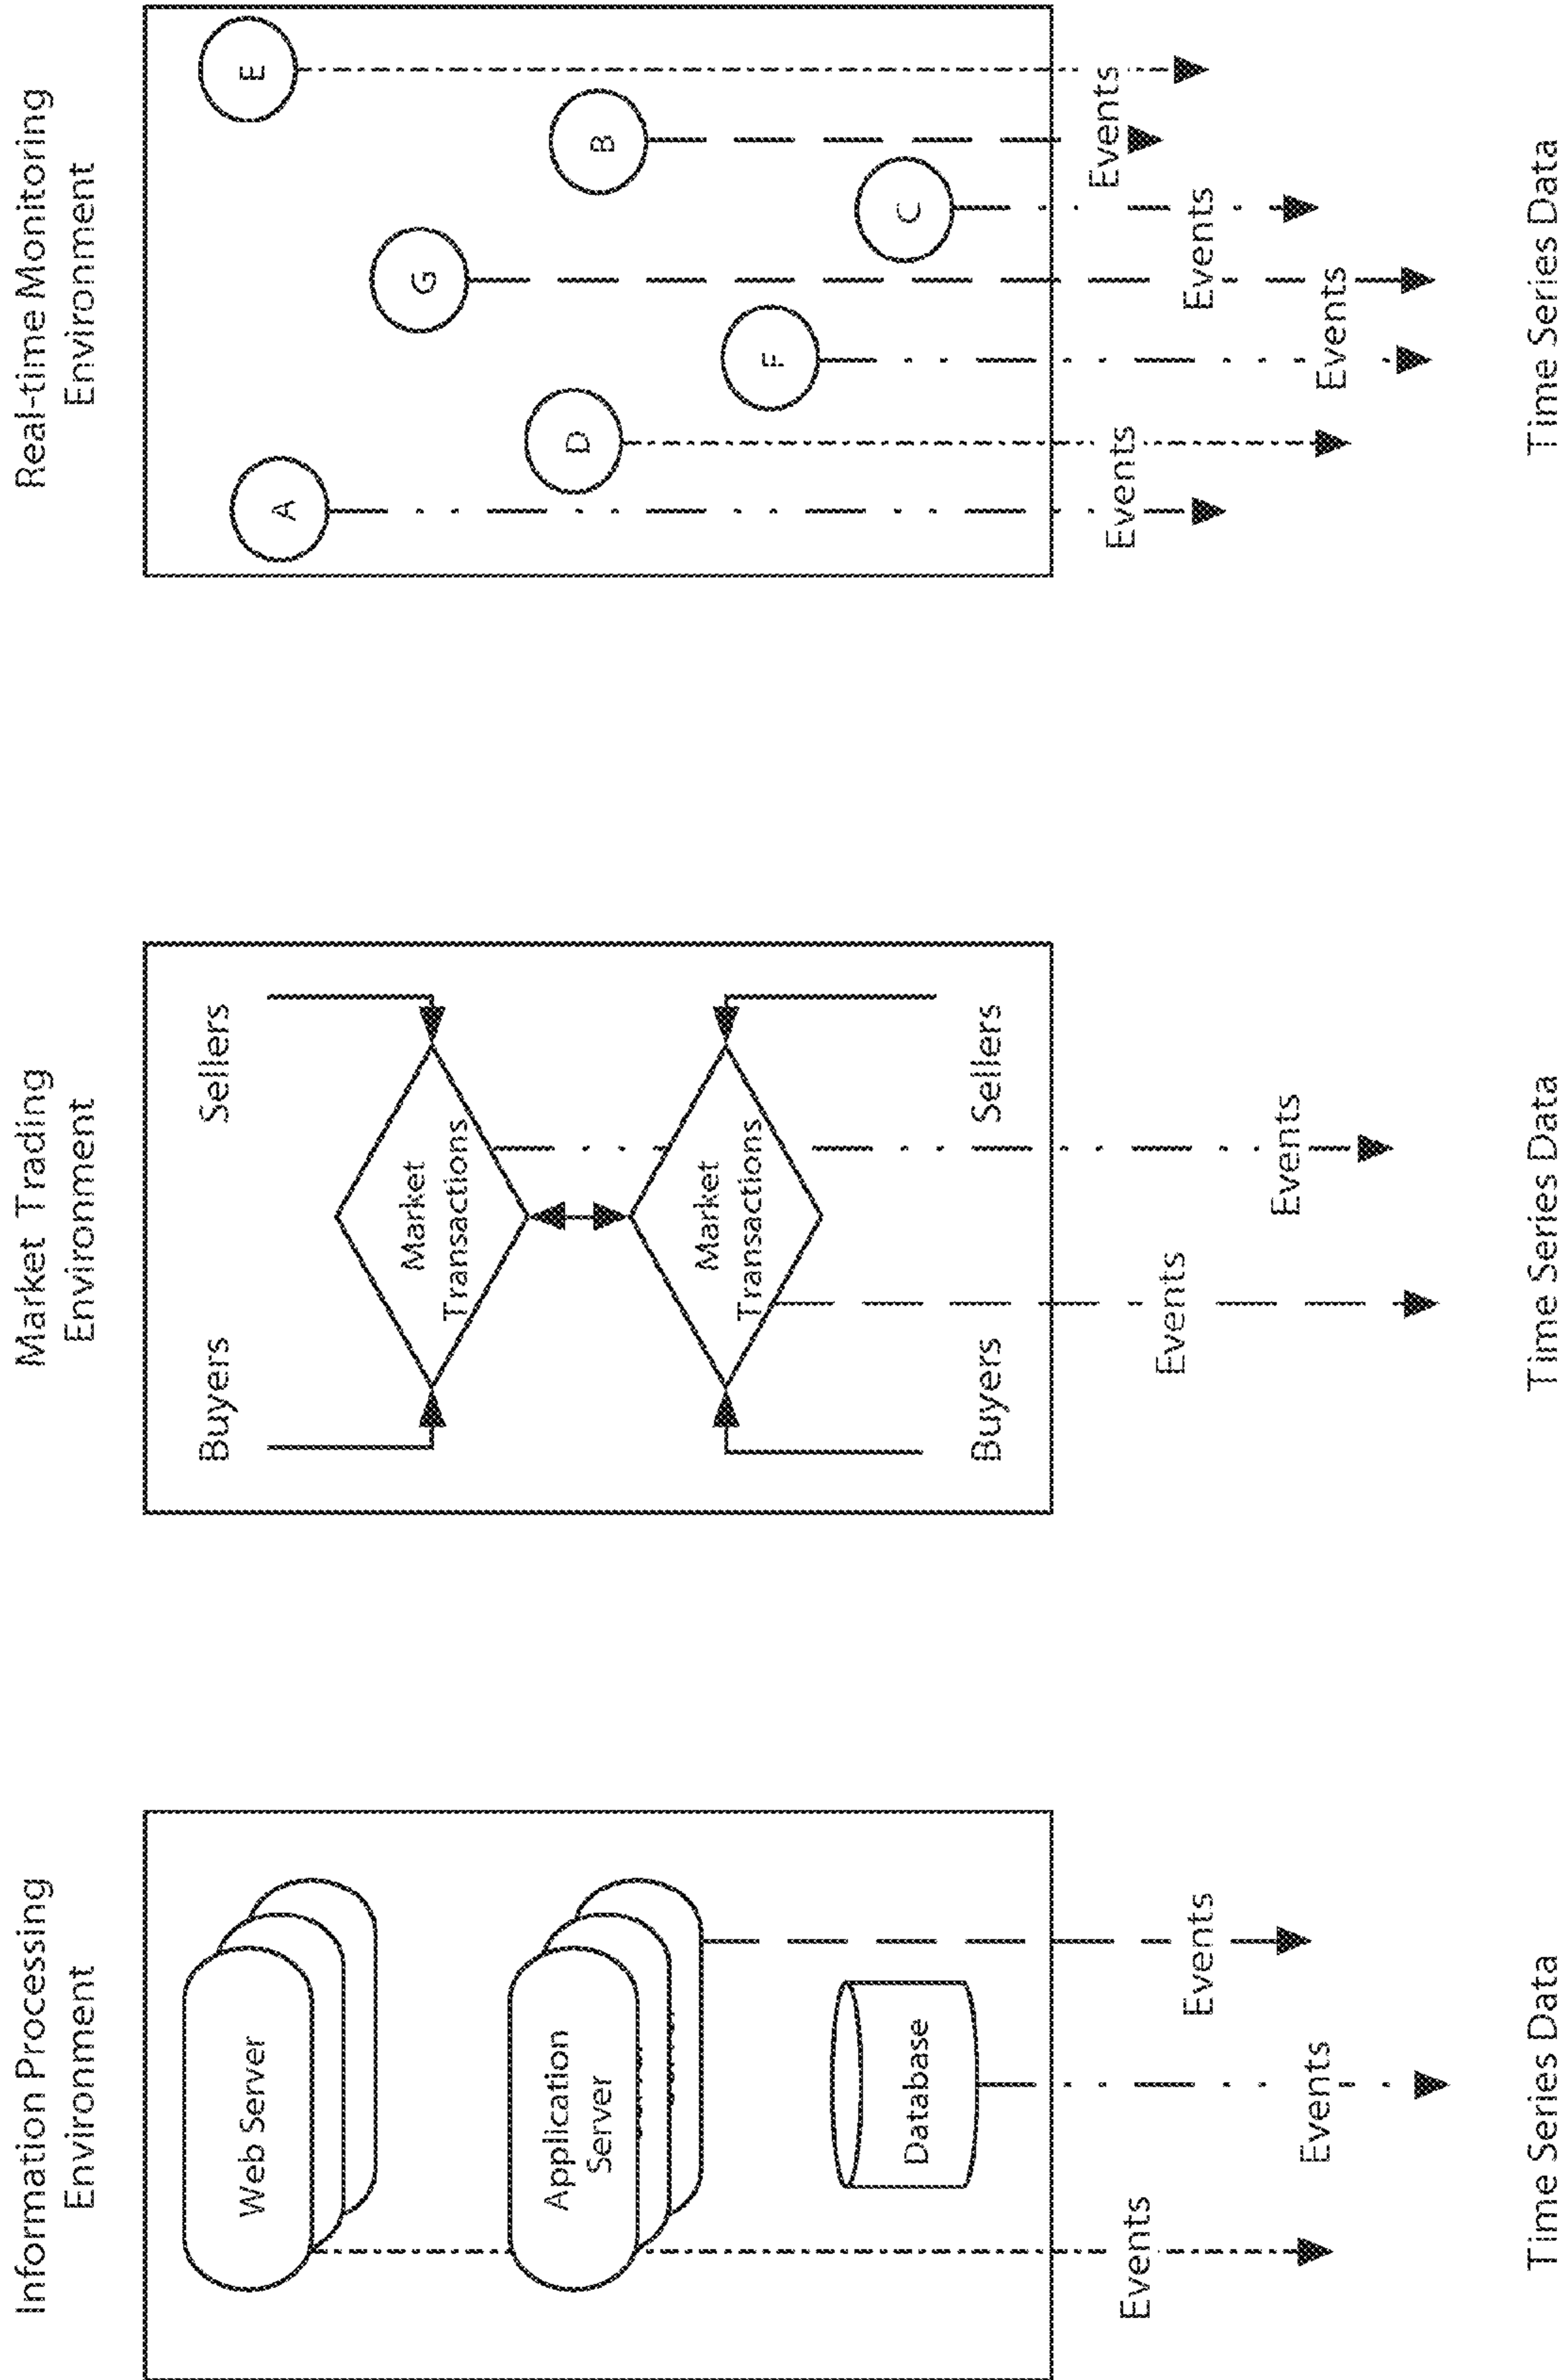 Information Processing
Environment
Web Server
Application
Server
Database
Events
Events
Events
Time Series Data
Market Trading
Environment
Buyers
Sellers
Market
Transactions
Market
Transactions
Buyers
Sellers
Events
Events
Time Series Data
Real-time Monitoring
Environment
E
A
G
D
B
F
C
Events
Events
Events
Events
Time Series Data